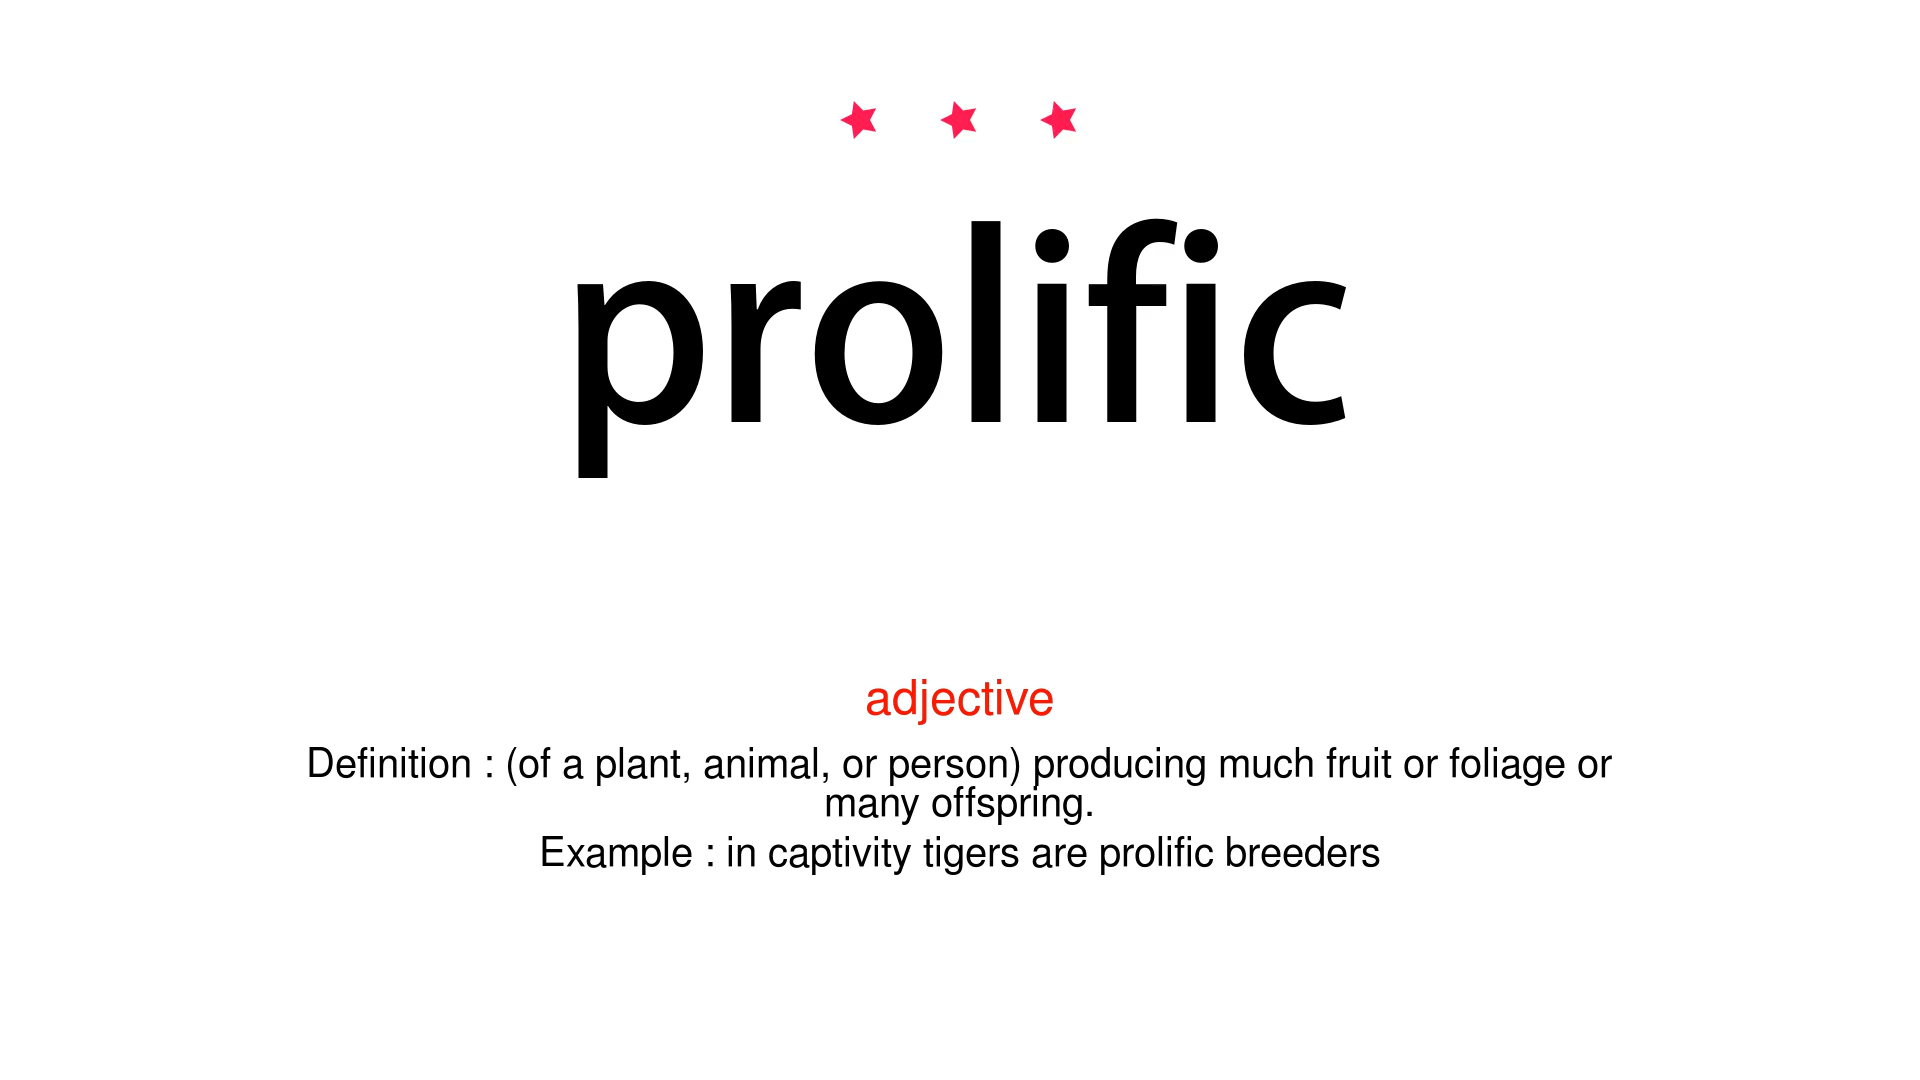 prolific
adjective
Definition : (of a plant, animal, or person) producing much fruit or foliage or
many offspring.
Example : in captivity tigers are prolific breeders